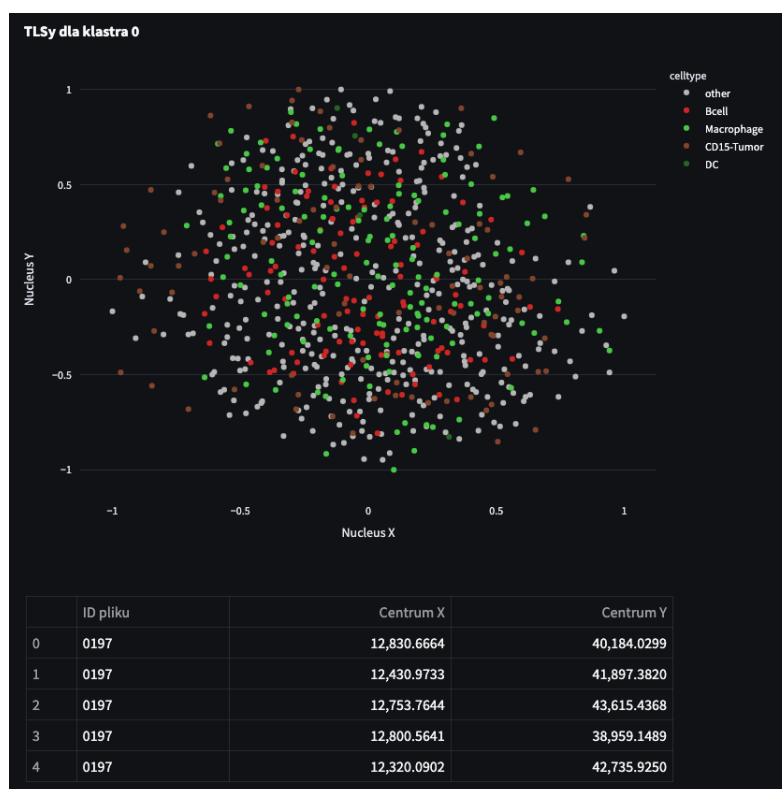 TLSy dla klastra 0
celltype
other
Bcell
Macrophage
CD15-Tumor
DC
1
0.5
0
−0.5
−1
Nucleus Y
−1 −0.5 0 0.5 1
Nucleus X
ID pliku Centrum X Centrum Y
0 0197 12,830.6664 40,184.0299
1 0197 12,430.9733 41,897.3820
2 0197 12,753.7644 43,615.4368
3 0197 12,800.5641 38,959.1489
4 0197 12,320.0902 42,735.9250